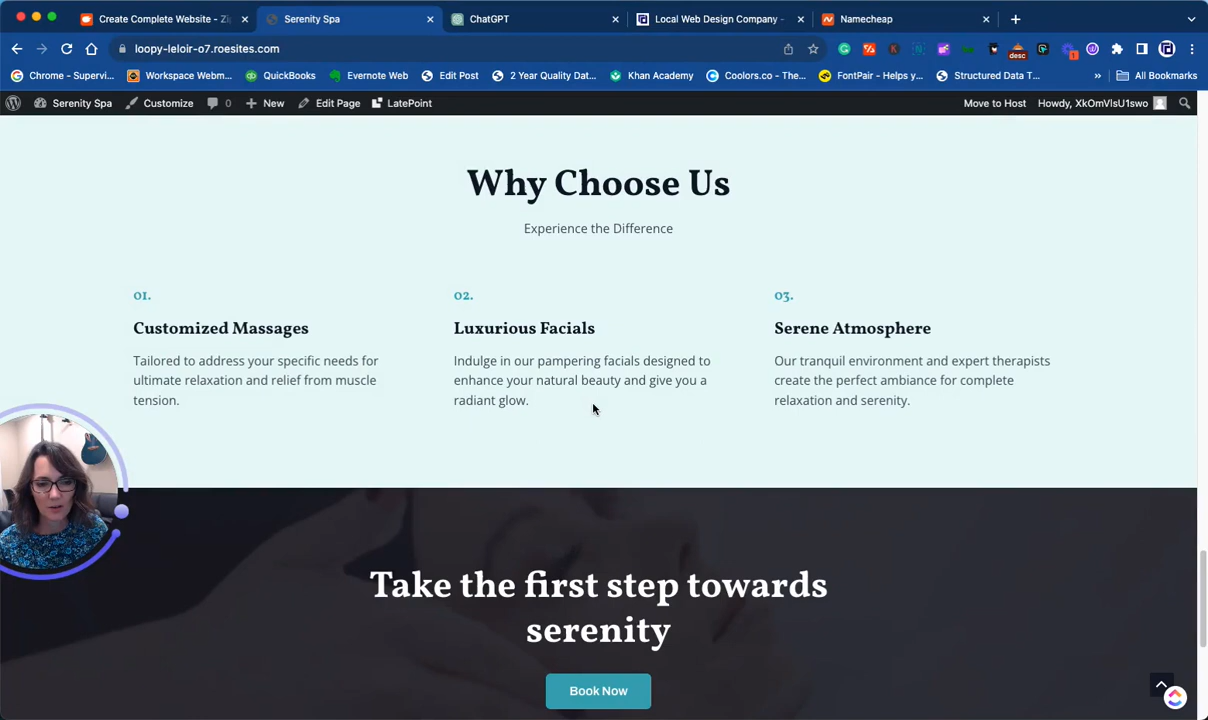 Create Complete Website - Zip
Serenity Spa
ChatGPT
Local Web Design Company -
Namecheap
loopy-leloir-o7.roesites.com
desc
1
Chrome - Supervi...
Workspace Webm...
QuickBooks
Evernote Web
Edit Post
2 Year Quality Dat...
Khan Academy
Coolors.co - The...
FontPair - Helps y...
Structured Data T...
»
All Bookmarks
Serenity Spa
Customize
0
New
Edit Page
LatePoint
Move to Host
Howdy, XkOmVlsU1swo
Why Choose Us
Experience the Difference
01.
Customized Massages
Tailored to address your specific needs for
ultimate relaxation and relief from muscle
tension.
02.
Luxurious Facials
Indulge in our pampering facials designed to
enhance your natural beauty and give you a
radiant glow.
03.
Serene Atmosphere
Our tranquil environment and expert therapists
create the perfect ambiance for complete
relaxation and serenity.
Take the first step towards
serenity
Book Now